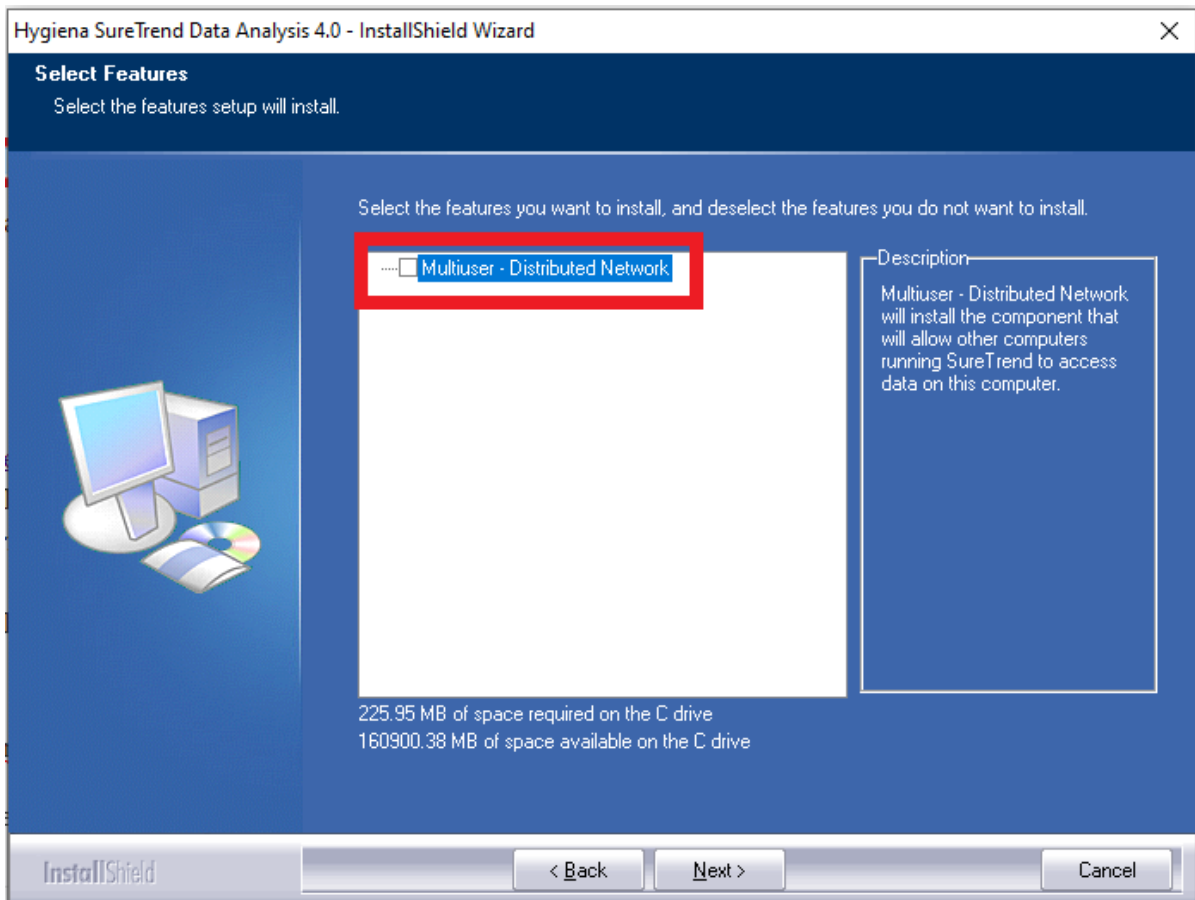 Hygiena SureTrend Data Analysis 4.0 - InstallShield Wizard
Select Features
Select the features setup will install.
Select the features you want to install, and deselect the features you do not want to install.
Multiuser - Distributed Network
Description
Multiuser - Distributed Network
will install the component that
will allow other computers
running SureTrend to access
data on this computer.
225.95 MB of space required on the C drive
160900.38 MB of space available on the C drive
InstallShield
< Back
Next >
Cancel